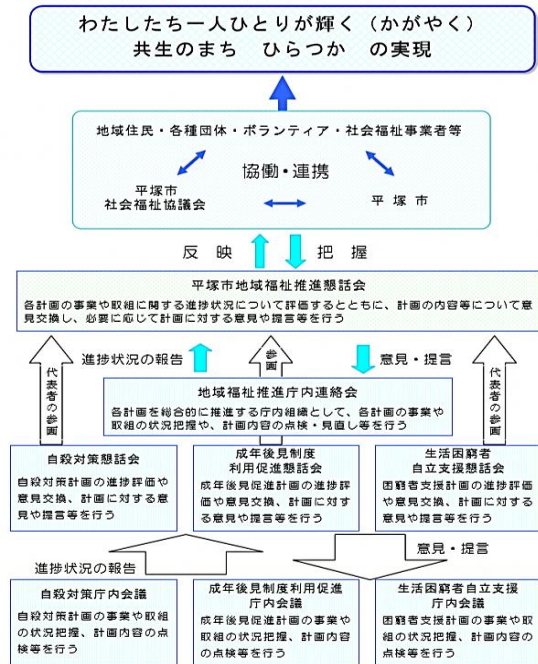 わたしたち一人ひとりが輝く（かがやく）
共生のまち　ひらつか　の実現
地域住民・各種団体・ボランティア・社会福祉事業者等
協働・連携
平塚市
社会福祉協議会
平　塚　市
反　映
把　握
平塚市地域福祉推進懇話会
各計画の事業や取組に関する進捗状況について評価するとともに、計画の内容等について意
見交換し、必要に応じて計画に対する意見や提言等を行う
代表者の参画
進捗状況の報告
参画
意見・提言
代表者の参画
地域福祉推進庁内連絡会
各計画を総合的に推進する庁内組織として、各計画の事業や
取組の状況把握や、計画内容の点検・見直し等を行う
自殺対策懇話会
自殺対策計画の進捗評価や
意見交換、計画に対する意
見や提言等を行う
成年後見制度
利用促進懇話会
成年後見促進計画の進捗評
価や意見交換、計画に対す
る意見や提言等を行う
生活困窮者
自立支援懇話会
困窮者支援計画の進捗評価
や意見交換、計画に対する
意見や提言等を行う
進捗状況の報告
意見・提言
自殺対策庁内会議
自殺対策計画の事業や取組
の状況把握、計画内容の点
検等を行う
成年後見制度利用促進
庁内会議
成年後見促進計画の事業や
取組の状況把握、計画内容
の点検等を行う
生活困窮者自立支援
庁内会議
困窮者支援計画の事業や取
組の状況把握、計画内容の
点検等を行う